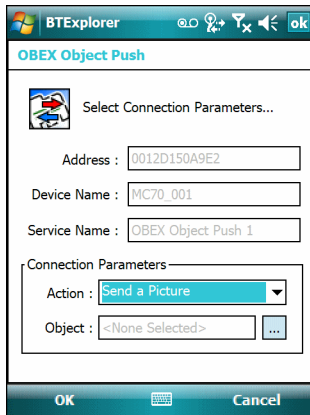 BTExplorer ok
OBEX Object Push
Select Connection Parameters...
Address : 0012D150A9E2
Device Name : MC70_001
Service Name : OBEX Object Push 1
Connection Parameters
Action : Send a Picture
Object : <None Selected> ...
OK Cancel